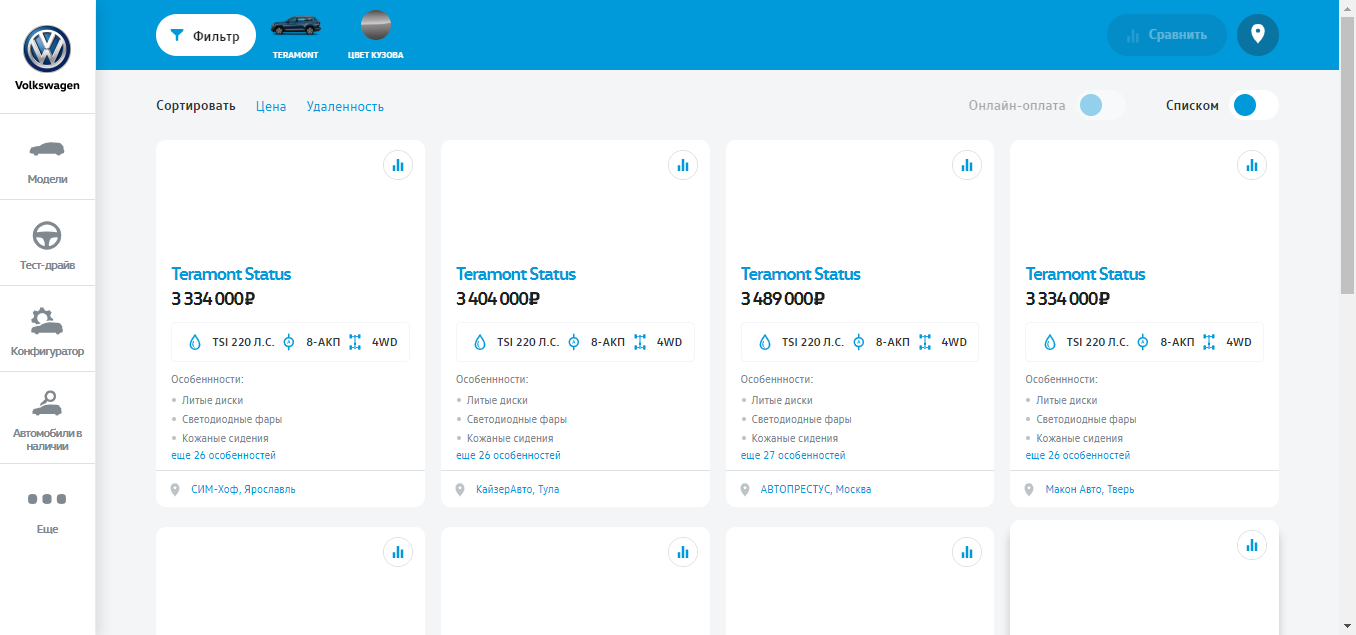 Volkswagen
Модели
Тест-драйв
Конфигуратор
Автомобили в
наличии
Еще
Фильтр
TERAMONT
ЦВЕТ КУЗОВА
Сравнить
Сортировать Цена Удаленность
Онлайн-оплата Списком
Teramont Status
3 334 000₽
TSI 220 Л.С. 8-АКП 4WD
Особеннности:
Литые диски
Светодиодные фары
Кожаные сидения
еще 26 особенностей
СИМ-Хоф, Ярославль
Teramont Status
3 404 000₽
TSI 220 Л.С. 8-АКП 4WD
Особеннности:
Литые диски
Светодиодные фары
Кожаные сидения
еще 26 особенностей
КайзерАвто, Тула
Teramont Status
3 489 000₽
TSI 220 Л.С. 8-АКП 4WD
Особеннности:
Литые диски
Светодиодные фары
Кожаные сидения
еще 27 особенностей
АВТОПРЕСТУС, Москва
Teramont Status
3 334 000₽
TSI 220 Л.С. 8-АКП 4WD
Особеннности:
Литые диски
Светодиодные фары
Кожаные сидения
еще 26 особенностей
Макон Авто, Тверь